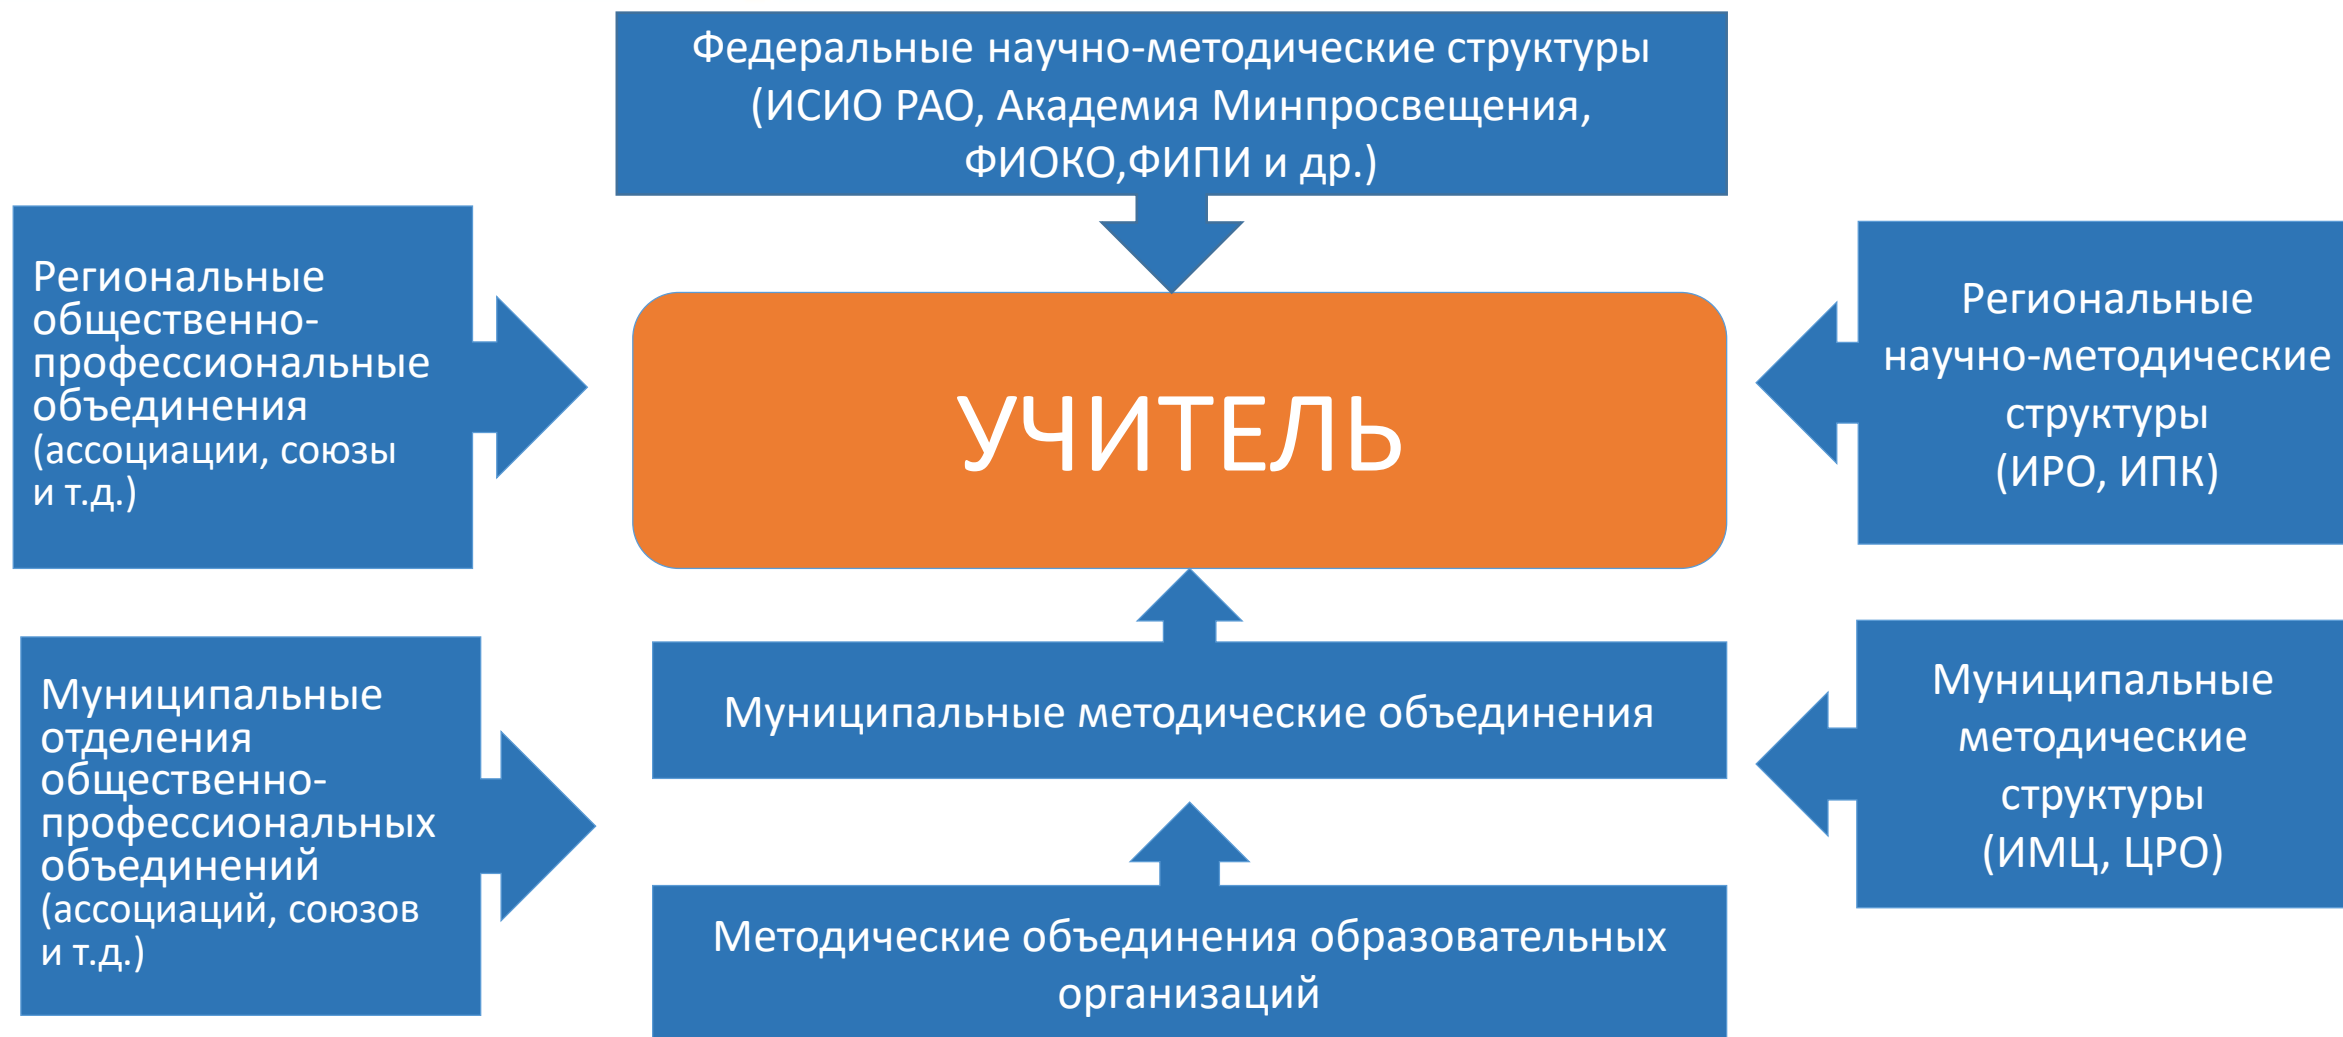 Федеральные научно-методические структуры
(ИСИО РАО, Академия Минпросвещения,
ФИОКО,ФИПИ и др.)
Региональные
общественно-
профессиональные
объединения
(ассоциации, союзы
и т.д.)
УЧИТЕЛЬ
Региональные
научно-методические
структуры
(ИРО, ИПК)
Муниципальные
отделения
общественно-
профессиональных
объединений
(ассоциаций, союзов
и т.д.)
Муниципальные методические объединения
Муниципальные
методические
структуры
(ИМЦ, ЦРО)
Методические объединения образовательных
организаций